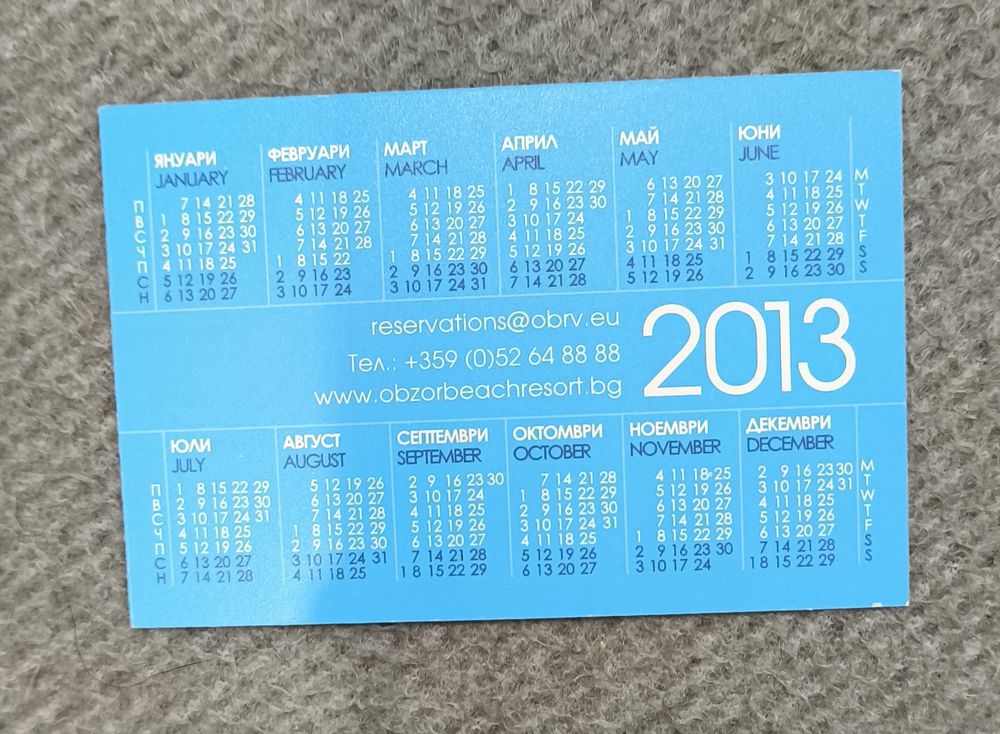 ЯНУАРИ ФЕВРУАРИ МАРТ АПРИЛ МАЙ ЮНИ
JANUARY FEBRUARY MARCH APRIL MAY JUNE
П 7 14 21 28 4 11 18 25 4 11 18 25 1 8 15 22 29 6 13 20 27 3 10 17 24 M
В 1 8 15 22 29 5 12 19 26 5 12 19 26 2 9 16 23 30 7 14 21 28 4 11 18 25 T
С 2 9 16 23 30 6 13 20 27 6 13 20 27 3 10 17 24 1 8 15 22 29 5 12 19 26 W
Ч 3 10 17 24 31 7 14 21 28 7 14 21 28 4 11 18 25 2 9 16 23 30 6 13 20 27 T
П 4 11 18 25 1 8 15 22 1 8 15 22 29 5 12 19 26 3 10 17 24 31 7 14 21 28 F
С 5 12 19 26 2 9 16 23 2 9 16 23 30 6 13 20 27 4 11 18 25 1 8 15 22 29 S
Н 6 13 20 27 3 10 17 24 3 10 17 24 31 7 14 21 28 5 12 19 26 2 9 16 23 30 S
reservations@obrv.eu
Тел.: +359 (0)52 64 88 88
www.obzorbeachresort.bg
2013
ЮЛИ АВГУСТ СЕПТЕМВРИ ОКТОМВРИ НОЕМВРИ ДЕКЕМВРИ
JULY AUGUST SEPTEMBER OCTOBER NOVEMBER DECEMBER
П 1 8 15 22 29 5 12 19 26 2 9 16 23 30 7 14 21 28 4 11 18 25 2 9 16 23 30 M
В 2 9 16 23 30 6 13 20 27 3 10 17 24 1 8 15 22 29 5 12 19 26 3 10 17 24 31 T
С 3 10 17 24 31 7 14 21 28 4 11 18 25 2 9 16 23 30 6 13 20 27 4 11 18 25 W
Ч 4 11 18 25 1 8 15 22 29 5 12 19 26 3 10 17 24 31 7 14 21 28 5 12 19 26 T
П 5 12 19 26 2 9 16 23 30 6 13 20 27 4 11 18 25 1 8 15 22 29 6 13 20 27 F
С 6 13 20 27 3 10 17 24 31 7 14 21 28 5 12 19 26 2 9 16 23 30 7 14 21 28 S
Н 7 14 21 28 4 11 18 25 1 8 15 22 29 6 13 20 27 3 10 17 24 1 8 15 22 29 S